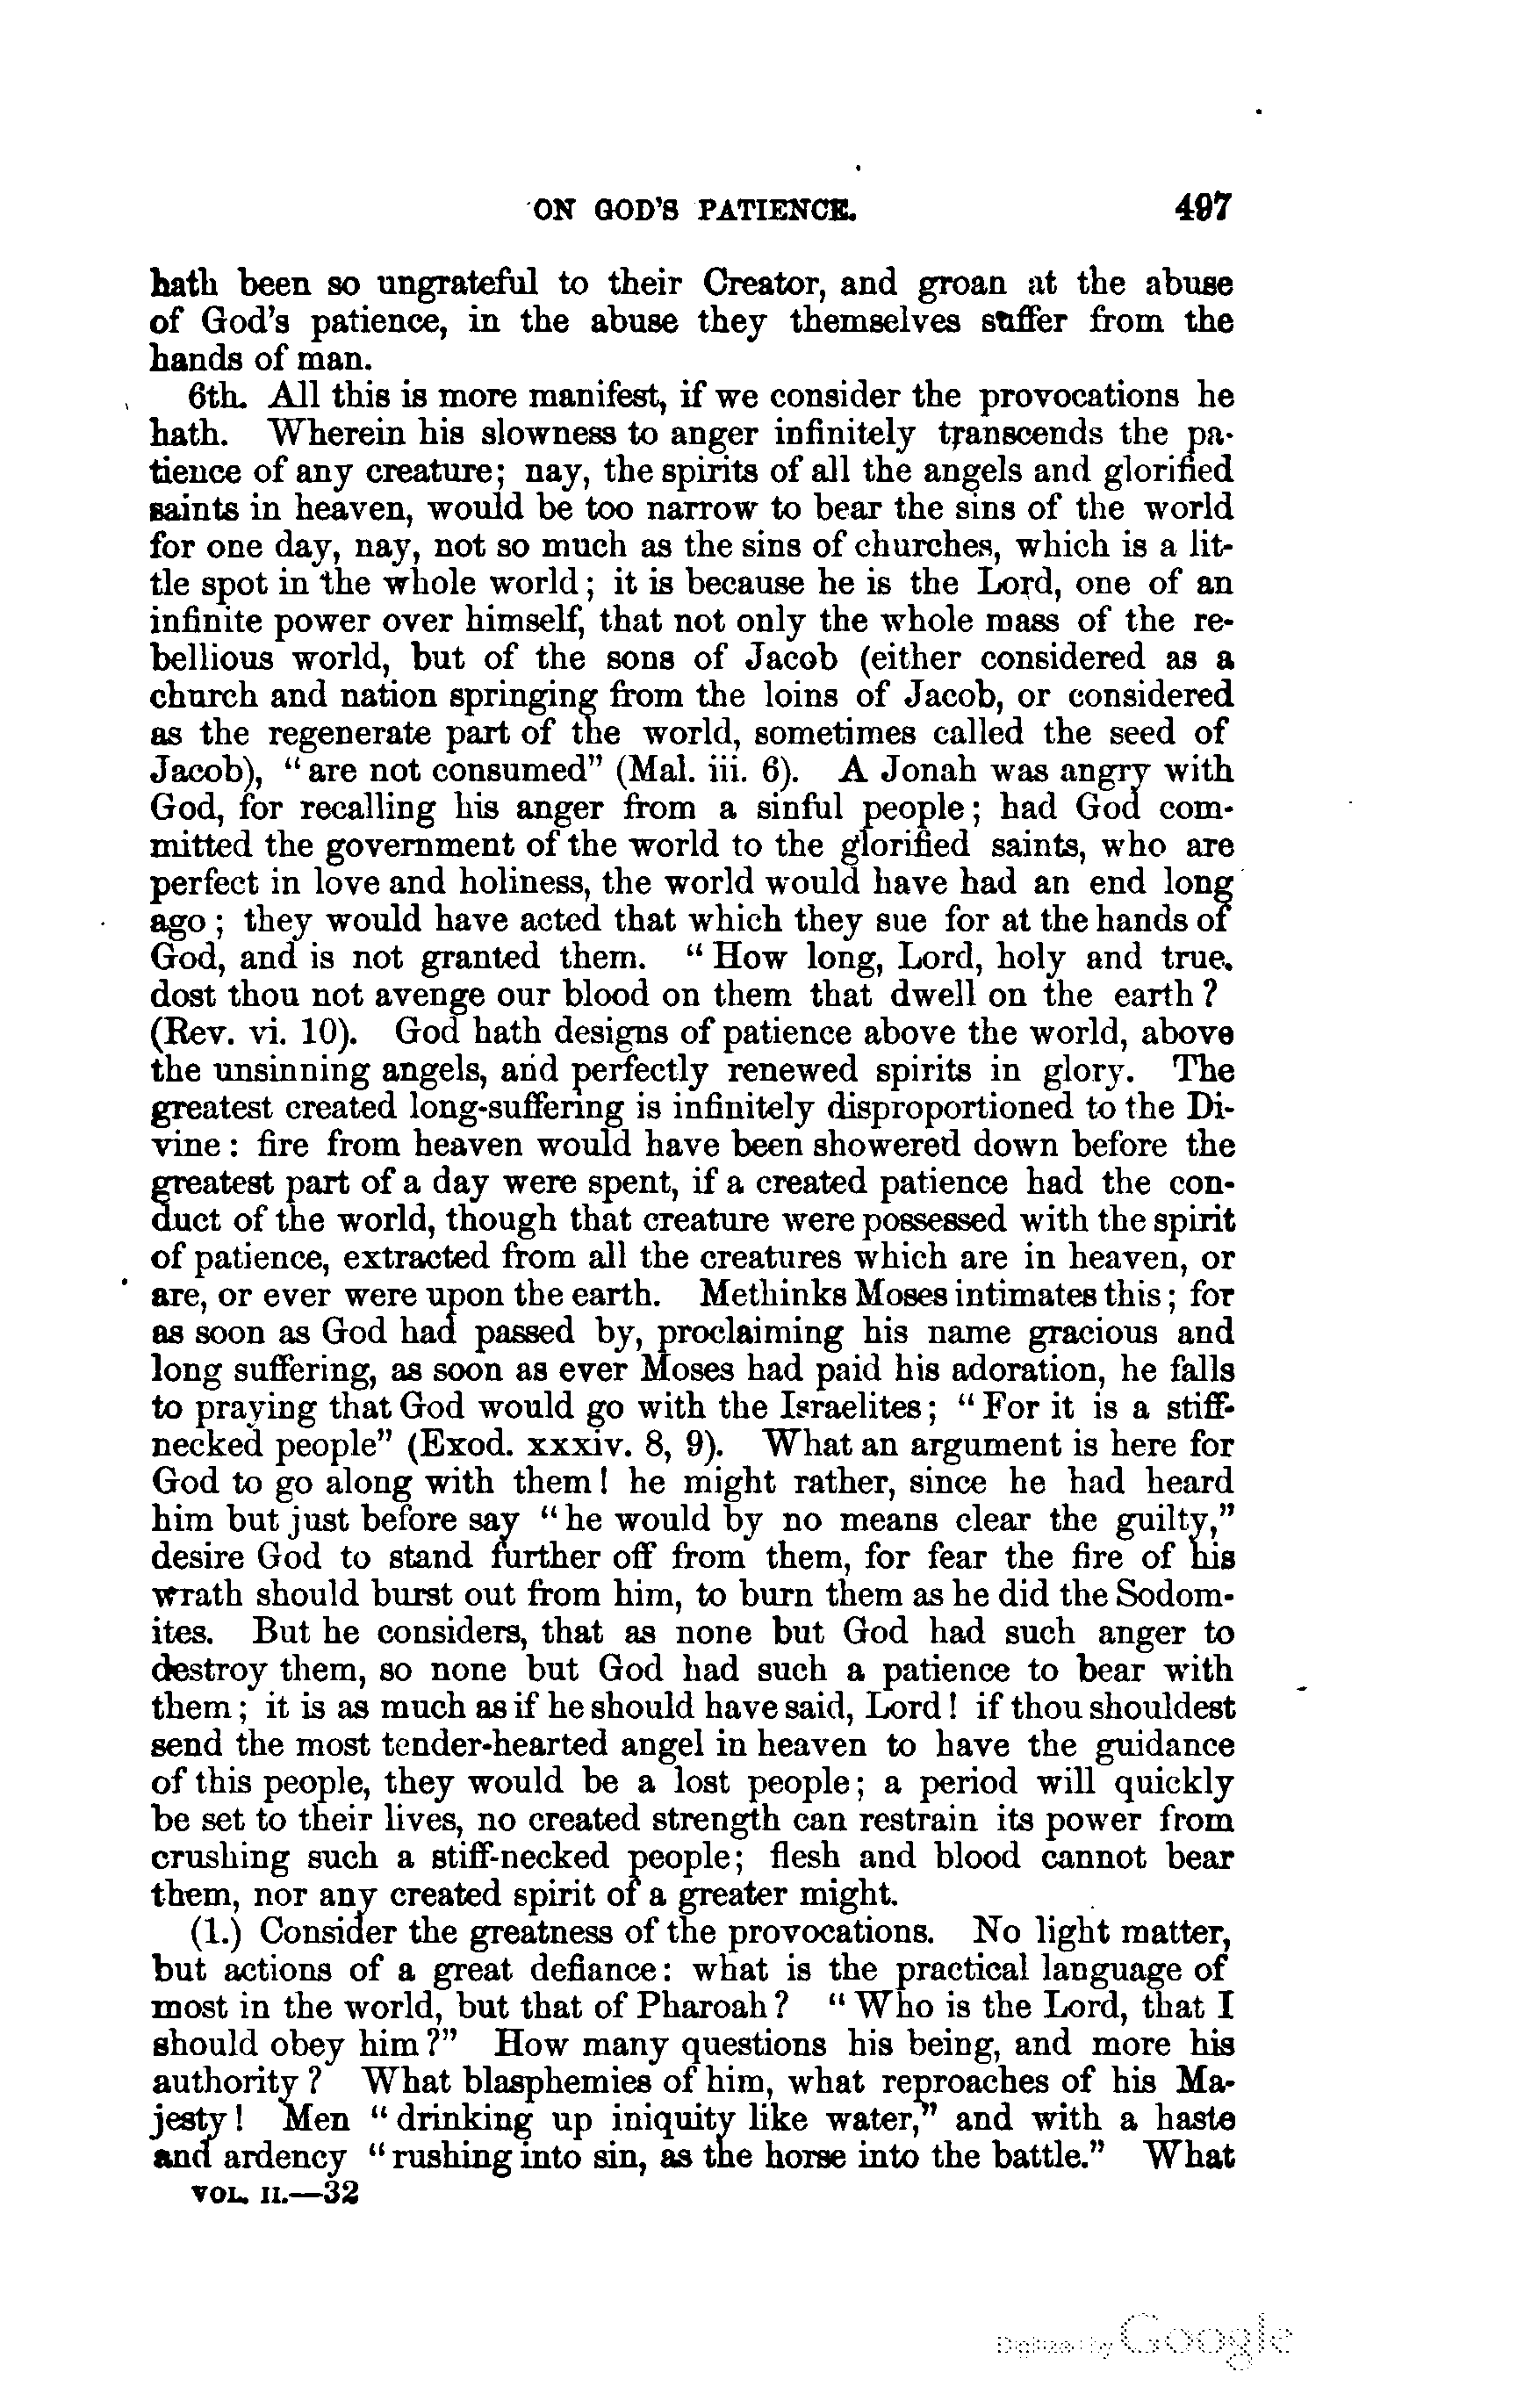 ON GOD'S PATIENCE. 497
hath been so ungrateful to their Creator, and groan at the abuse
of God's patience, in the abuse they themselves suffer from the
hands of man.
6th. All this is more manifest, if we consider the provocations he
hath. Wherein his slowness to anger infinitely transcends the pa-
tience of any creature; nay, the spirits of all the angels and glorified
saints in heaven, would be too narrow to bear the sins of the world
for one day, nay, not so much as the sins of churches, which is a lit-
tle spot in the whole world; it is because he is the Lord, one of an
infinite power over himself, that not only the whole mass of the re-
bellious world, but of the sons of Jacob (either considered as a
church and nation springing from the loins of Jacob, or considered
as the regenerate part of the world, sometimes called the seed of
Jacob), "are not consumed" (Mal. iii. 6). A Jonah was angry with
God, for recalling his anger from a sinful people; had God com-
mitted the government of the world to the glorified saints, who are
perfect in love and holiness, the world would have had an end long
ago; they would have acted that which they sue for at the hands of
God, and is not granted them. "How long, Lord, holy and true.
dost thou not avenge our blood on them that dwell on the earth?
(Rev. vi. 10). God hath designs of patience above the world, above
the unsinning angels, and perfectly renewed spirits in glory. The
greatest created long-suffering is infinitely disproportioned to the Di-
vine: fire from heaven would have been showered down before the
greatest part of a day were spent, if a created patience had the con-
duct of the world, though that creature were possessed with the spirit
of patience, extracted from all the creatures which are in heaven, or
are, or ever were upon the earth. Methinks Moses intimates this; for
as soon as God had passed by, proclaiming his name gracious and
long suffering, as soon as ever Moses had paid his adoration, he falls
to praying that God would go with the Israelites; "For it is a stiff-
necked people" (Exod. xxxiv. 8, 9). What an argument is here for
God to go along with them! he might rather, since he had heard
him but just before say "he would by no means clear the guilty,"
desire God to stand further off from them, for fear the fire of his
wrath should burst out from him, to burn them as he did the Sodom-
ites. But he considers, that as none but God had such anger to
destroy them, so none but God had such a patience to bear with
them; it is as much as if he should have said, Lord! if thou shouldest
send the most tender-hearted angel in heaven to have the guidance
of this people, they would be a lost people; a period will quickly
be set to their lives, no created strength can restrain its power from
crushing such a stiff-necked people; flesh and blood cannot bear
them, nor any created spirit of a greater might.
(1.) Consider the greatness of the provocations. No light matter,
but actions of a great defiance: what is the practical language of
most in the world, but that of Pharoah? "Who is the Lord, that I
should obey him?" How many questions his being, and more his
authority? What blasphemies of him, what reproaches of his Ma-
jesty! Men "drinking up iniquity like water," and with a haste
and ardency "rushing into sin, as the horse into the battle." What
VOL. II.—32
Digitized by Google